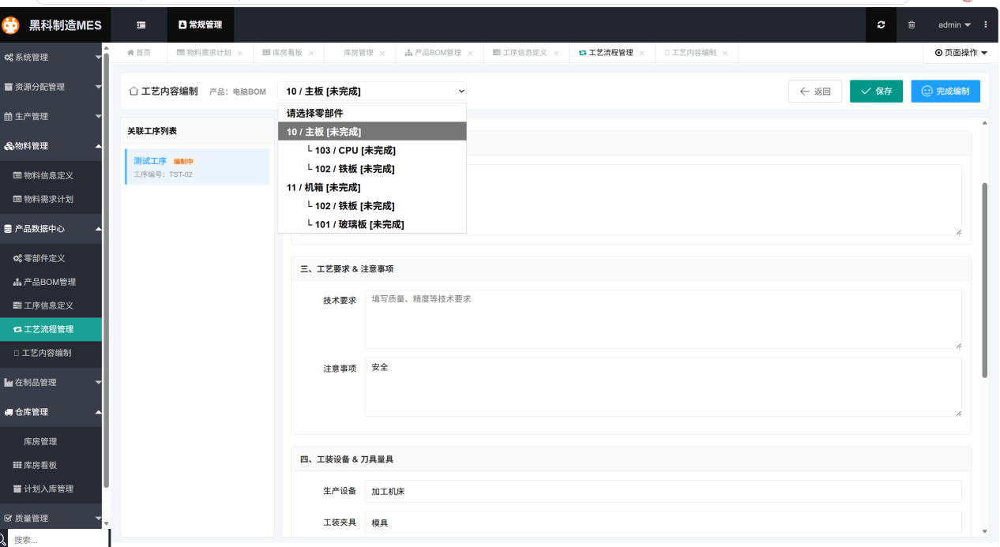 黑科制造MES
常规管理
admin
首页
物料需求计划
库房看板
库房管理
产品BOM管理
工序信息定义
工艺流程管理
工艺内容编制
页面操作
系统管理
资源分配管理
生产管理
物料管理
物料信息定义
物料需求计划
产品数据中心
零部件定义
产品BOM管理
工序信息定义
工艺流程管理
工艺内容编制
在制品管理
仓库管理
库房管理
库房看板
计划入库管理
质量管理
搜索...
工艺内容编制 产品：电脑BOM
10 / 主板 [未完成]
返回
保存
完成编制
请选择零部件
10 / 主板 [未完成]
└ 103 / CPU [未完成]
└ 102 / 铁板 [未完成]
11 / 机箱 [未完成]
└ 102 / 铁板 [未完成]
└ 101 / 玻璃板 [未完成]
关联工序列表
测试工序 编制中
工序编号：TST-02
三、工艺要求 & 注意事项
技术要求 填写质量、精度等技术要求
注意事项 安全
四、工装设备 & 刀具量具
生产设备 加工机床
工装夹具 模具